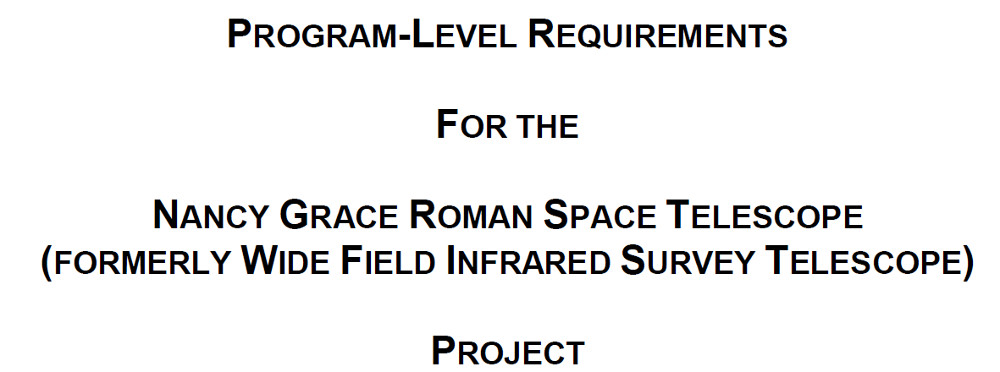 PROGRAM-LEVEL REQUIREMENTS
FOR THE
NANCY GRACE ROMAN SPACE TELESCOPE
(FORMERLY WIDE FIELD INFRARED SURVEY TELESCOPE)
PROJECT